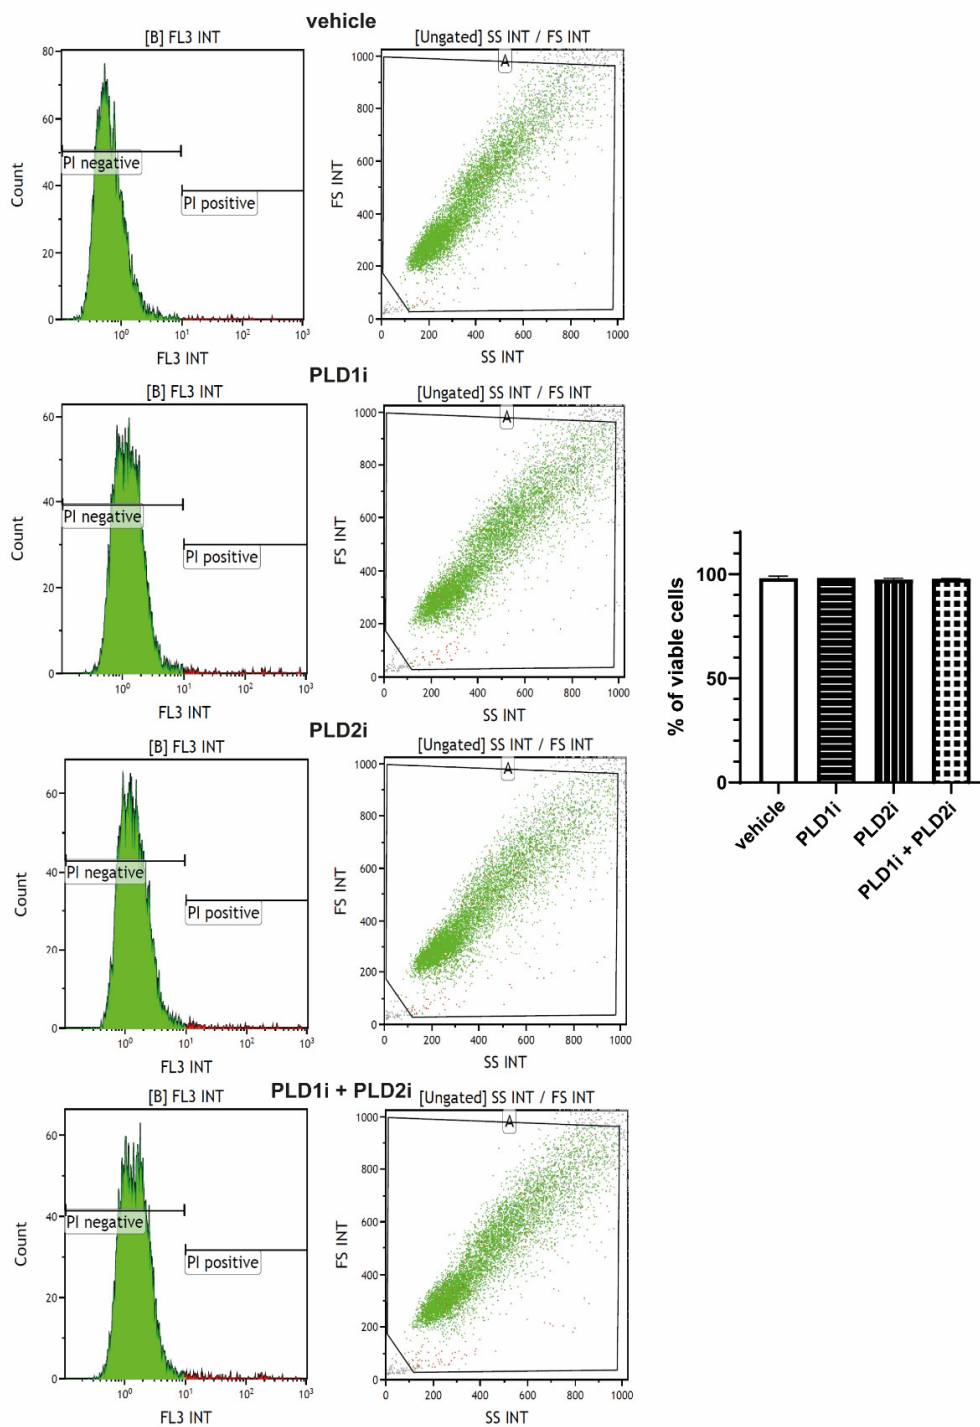 vehicle
[B] FL3 INT
[Ungated] SS INT / FS INT
80
60
40
20
0
Count
PI negative
PI positive
10⁰
10¹
10²
10³
FL3 INT
1000
800
600
400
200
0
FS INT
A
0
200
400
600
800
1000
SS INT
PLD1i
[B] FL3 INT
[Ungated] SS INT / FS INT
60
40
20
0
Count
PI negative
PI positive
10⁰
10¹
10²
10³
FL3 INT
1000
800
600
400
200
0
FS INT
A
200
400
600
800
1000
SS INT
PLD2i
[B] FL3 INT
[Ungated] SS INT / FS INT
60
40
20
0
Count
PI negative
PI positive
10⁰
10¹
10²
10³
FL3 INT
1000
800
600
400
200
0
FS INT
A
0
200
400
600
800
1000
SS INT
PLD1i + PLD2i
[B] FL3 INT
[Ungated] SS INT / FS INT
60
40
20
0
Count
PI negative
PI positive
10⁰
10¹
10²
10³
FL3 INT
1000
800
600
400
200
0
FS INT
A
0
200
400
600
800
1000
SS INT
% of viable cells
100
50
0
vehicle
PLD1i
PLD2i
PLD1i + PLD2i